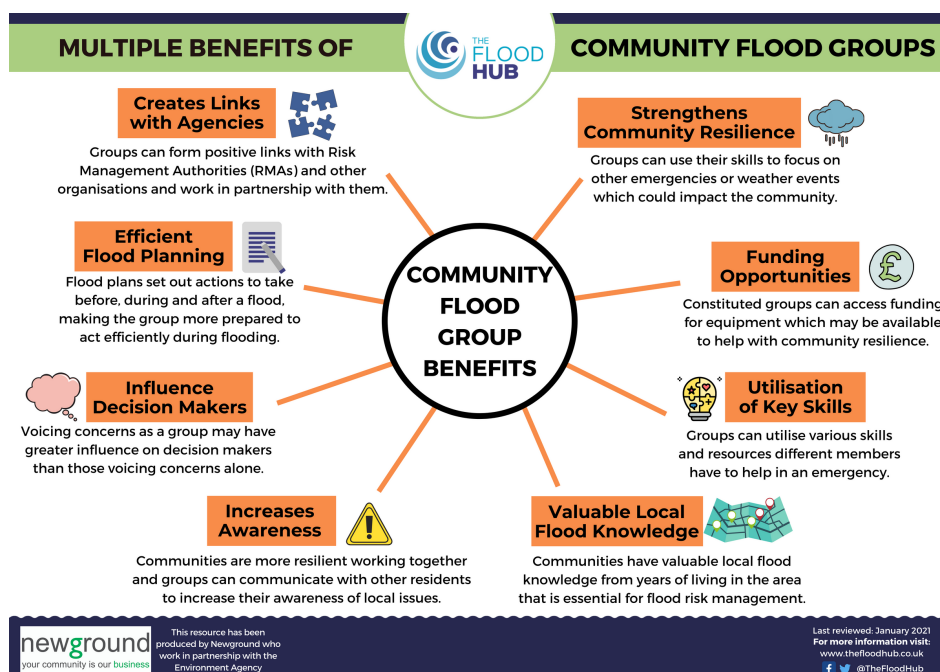 MULTIPLE BENEFITS OF
THE
FLOOD
HUB
COMMUNITY FLOOD GROUPS
Creates Links
with Agencies
Groups can form positive links with Risk
Management Authorities (RMAs) and other
organisations and work in partnership with them.
Strengthens
Community Resilience
Groups can use their skills to focus on
other emergencies or weather events
which could impact the community.
Efficient
Flood Planning
Flood plans set out actions to take
before, during and after a flood,
making the group more prepared to
act efficiently during flooding.
COMMUNITY
FLOOD
GROUP
BENEFITS
Funding
Opportunities
£
Constituted groups can access funding
for equipment which may be available
to help with community resilience.
Influence
Decision Makers
Voicing concerns as a group may have
greater influence on decision makers
than those voicing concerns alone.
Utilisation
of Key Skills
Groups can utilise various skills
and resources different members
have to help in an emergency.
Increases
Awareness
Communities are more resilient working together
and groups can communicate with other residents
to increase their awareness of local issues.
Valuable Local
Flood Knowledge
Communities have valuable local flood
knowledge from years of living in the area
that is essential for flood risk management.
newground
your community is our business
This resource has been
produced by Newground who
work in partnership with the
Environment Agency
Last reviewed: January 2021
For more information visit:
www.thefloodhub.co.uk
@TheFloodHub